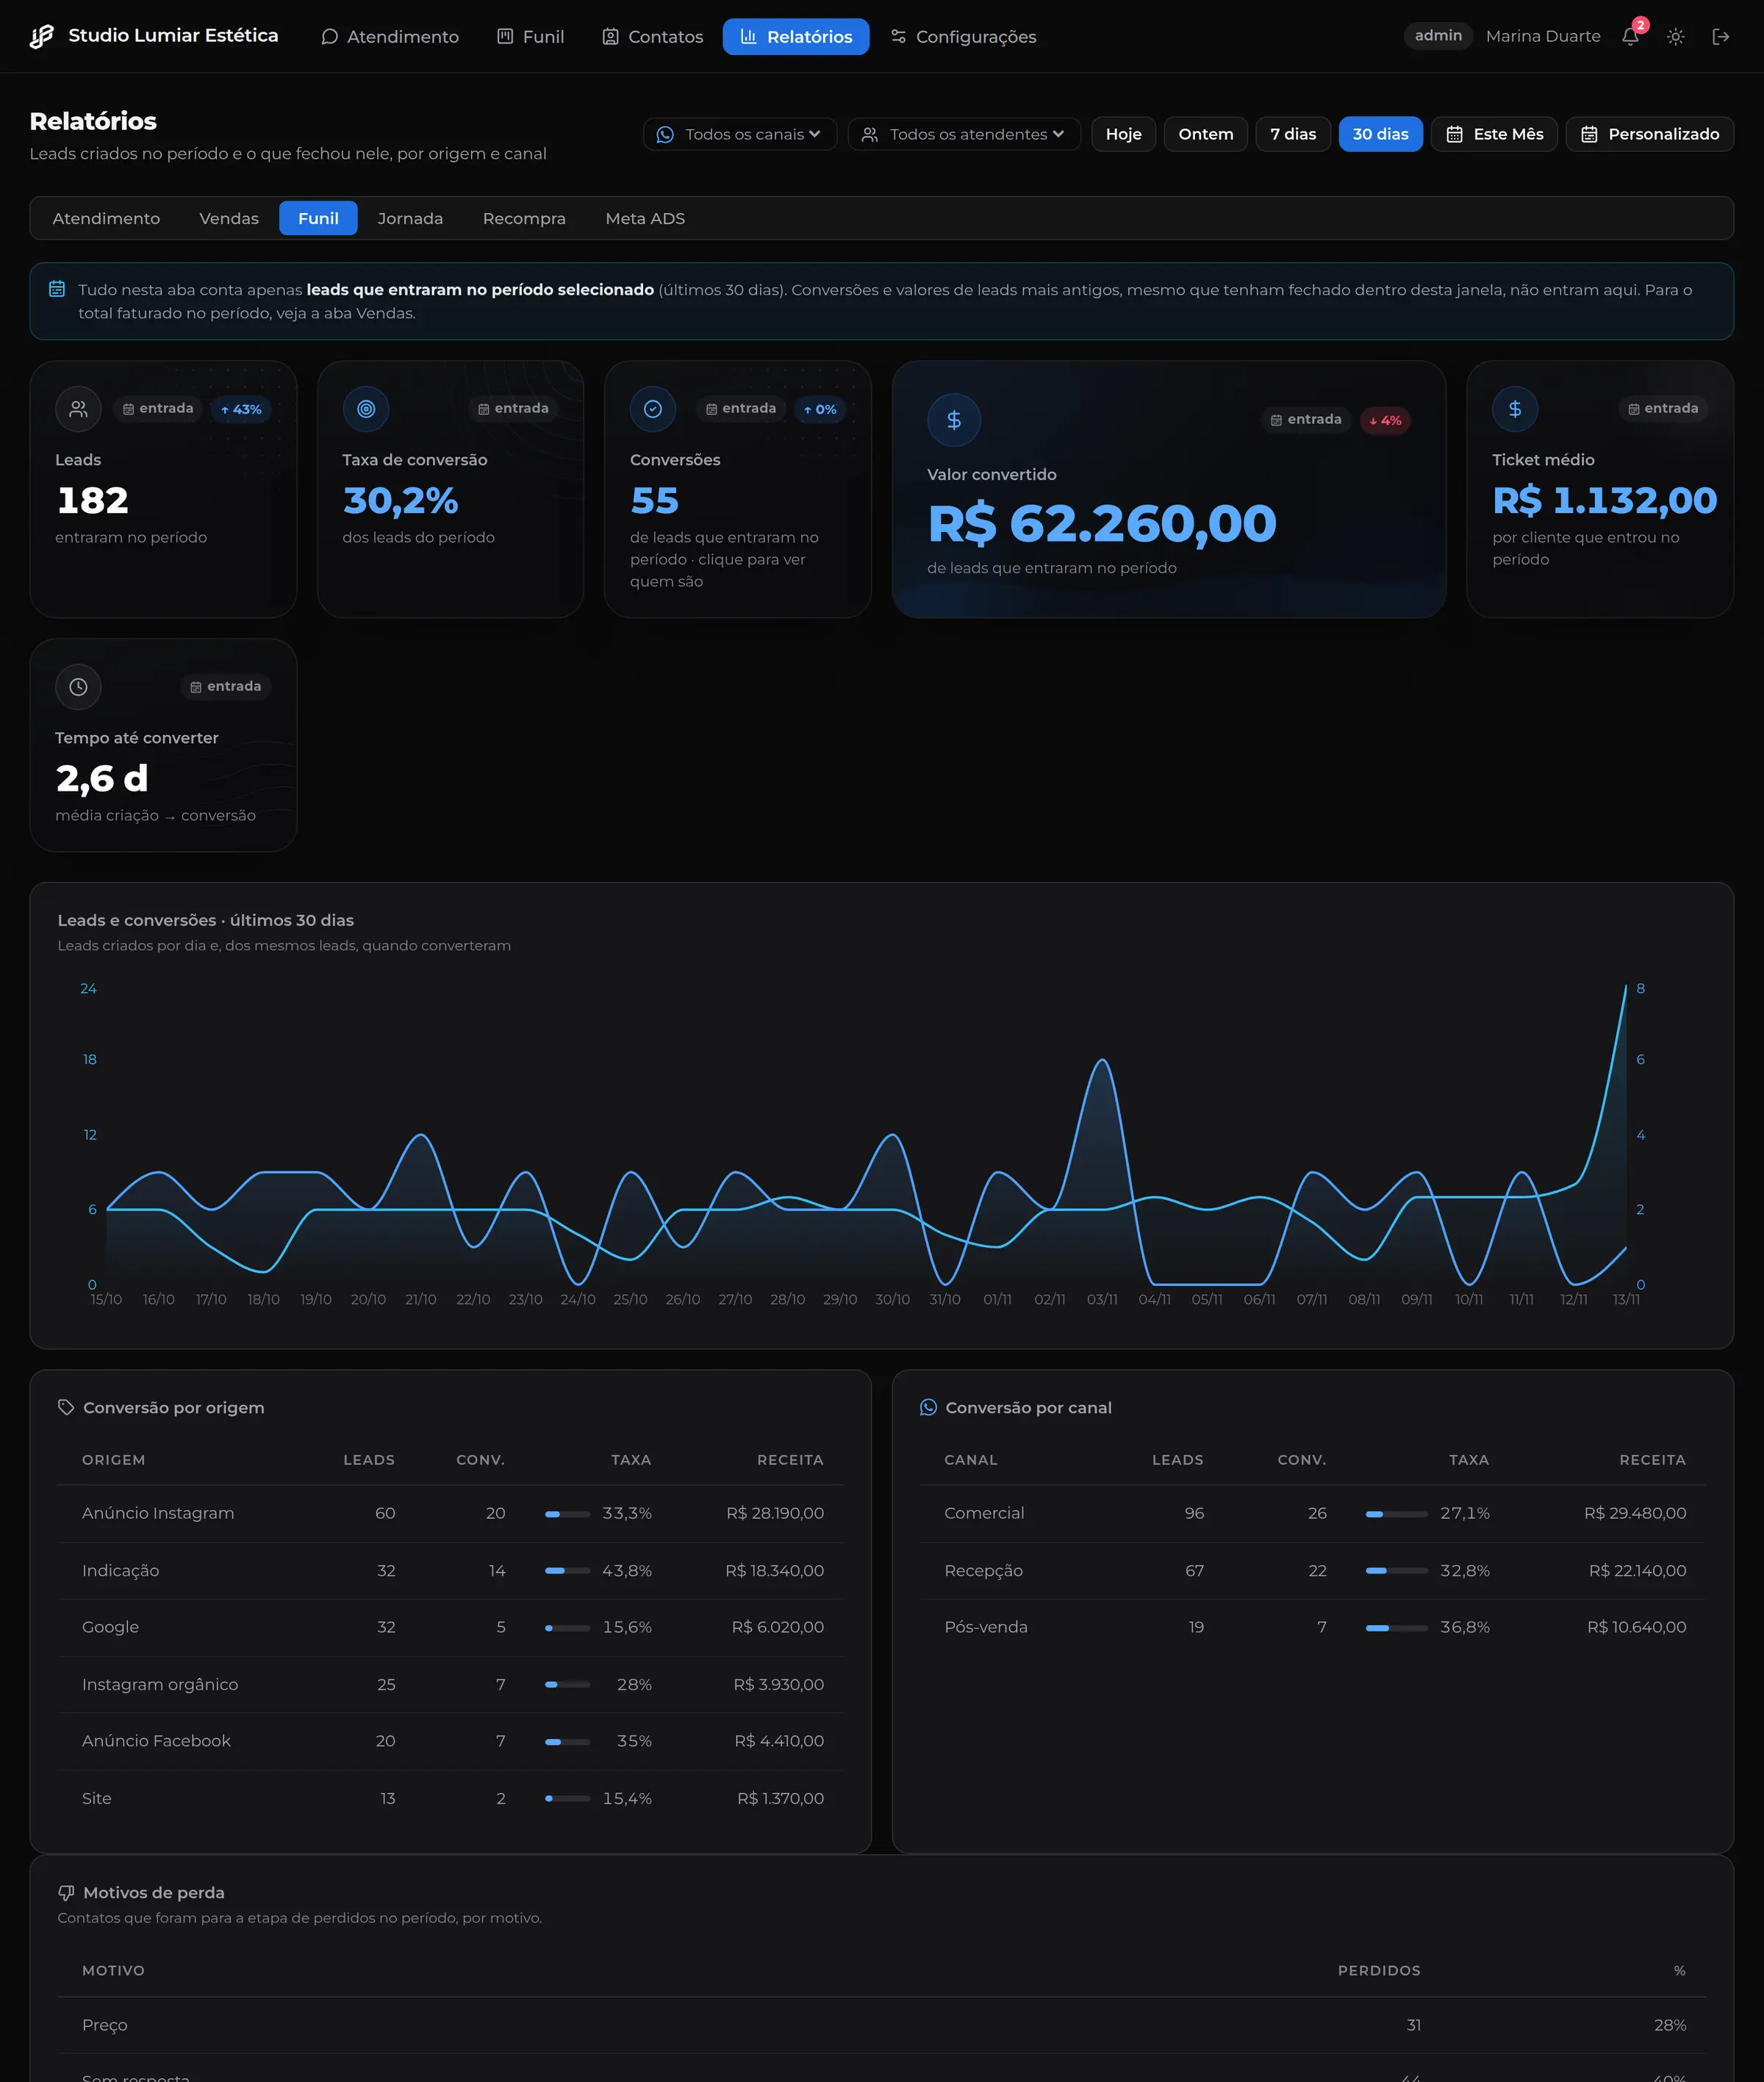 Studio Lumiar Estética
Atendimento
Funil
Contatos
Relatórios
Configurações
admin
Marina Duarte
2
Relatórios
Leads criados no período e o que fechou nele, por origem e canal
Todos os canais
Todos os atendentes
Hoje
Ontem
7 dias
30 dias
Este Mês
Personalizado
Atendimento
Vendas
Funil
Jornada
Recompra
Meta ADS
Tudo nesta aba conta apenas leads que entraram no período selecionado (últimos 30 dias). Conversões e valores de leads mais antigos, mesmo que tenham fechado dentro desta janela, não entram aqui. Para o
total faturado no período, veja a aba Vendas.
entrada
↑ 43%
Leads
182
entraram no período
entrada
Taxa de conversão
30,2%
dos leads do período
entrada
↑ 0%
Conversões
55
de leads que entraram no
período · clique para ver
quem são
entrada
↓ 4%
Valor convertido
R$ 62.260,00
de leads que entraram no período
entrada
Ticket médio
R$ 1.132,00
por cliente que entrou no
período
entrada
Tempo até converter
2,6 d
média criação → conversão
Leads e conversões · últimos 30 dias
Leads criados por dia e, dos mesmos leads, quando converteram
24 8
18 6
12 4
6 2
0 0
15/10 16/10 17/10 18/10 19/10 20/10 21/10 22/10 23/10 24/10 25/10 26/10 27/10 28/10 29/10 30/10 31/10 01/11 02/11 03/11 04/11 05/11 06/11 07/11 08/11 09/11 10/11 11/11 12/11 13/11
Conversão por origem
ORIGEM LEADS CONV. TAXA RECEITA
Anúncio Instagram 60 20 33,3% R$ 28.190,00
Indicação 32 14 43,8% R$ 18.340,00
Google 32 5 15,6% R$ 6.020,00
Instagram orgânico 25 7 28% R$ 3.930,00
Anúncio Facebook 20 7 35% R$ 4.410,00
Site 13 2 15,4% R$ 1.370,00
Conversão por canal
CANAL LEADS CONV. TAXA RECEITA
Comercial 96 26 27,1% R$ 29.480,00
Recepção 67 22 32,8% R$ 22.140,00
Pós-venda 19 7 36,8% R$ 10.640,00
Motivos de perda
Contatos que foram para a etapa de perdidos no período, por motivo.
MOTIVO PERDIDOS %
Preço 31 28%
Sem resposta 44 40%